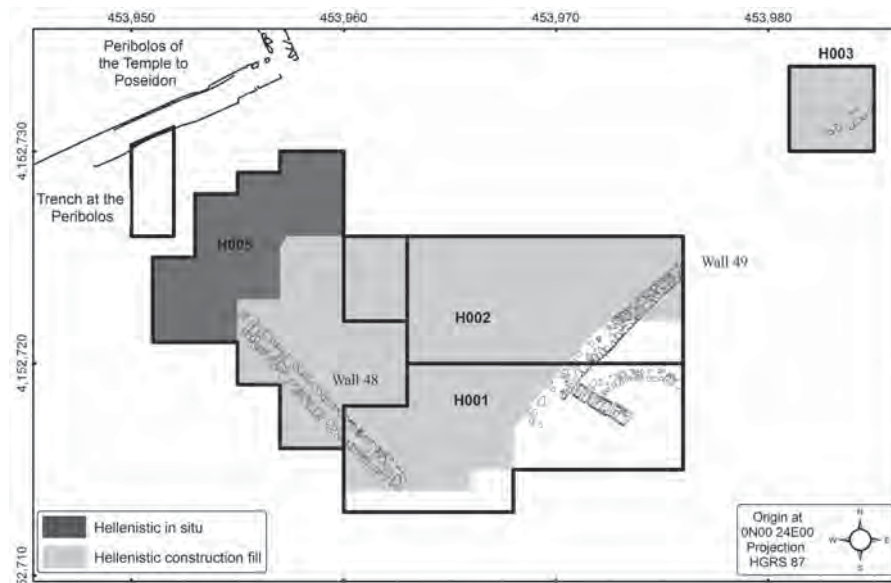 453,950
453,960
453,970
453,980
Peribolos of
the Temple to
Poseidon
H003
4,152,730
Trench at the
Peribolos
H005
Wall 49
H002
4,152,720
Wall 48
H001
Hellenistic in situ
Hellenistic construction fill
Origin at
0N00 24E00
Projection
HGRS 87
N
W
E
S
52,710